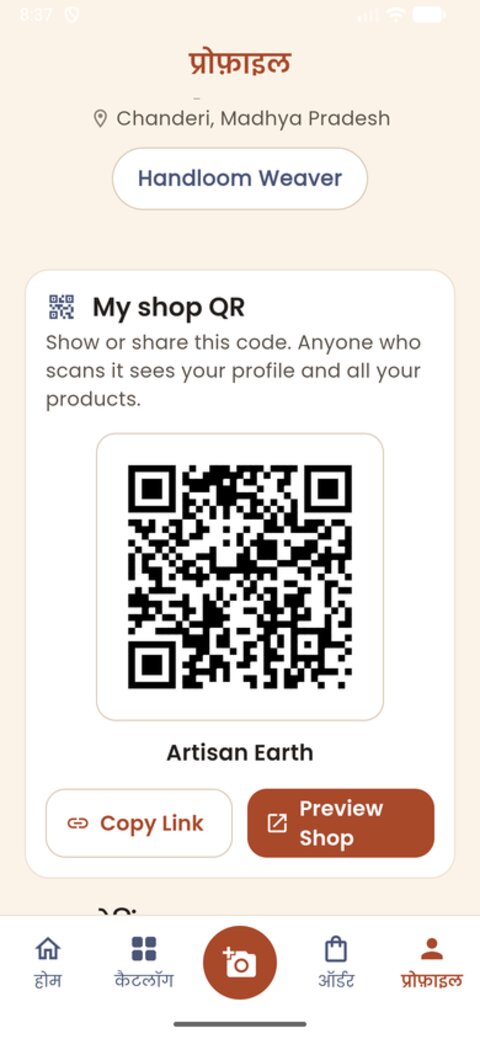 8:37
प्रोफ़ाइल
Chanderi, Madhya Pradesh
Handloom Weaver
My shop QR
Show or share this code. Anyone who
scans it sees your profile and all your
products.
Artisan Earth
Copy Link
Preview
Shop
होम
कैटलॉग
ऑर्डर
प्रोफ़ाइल